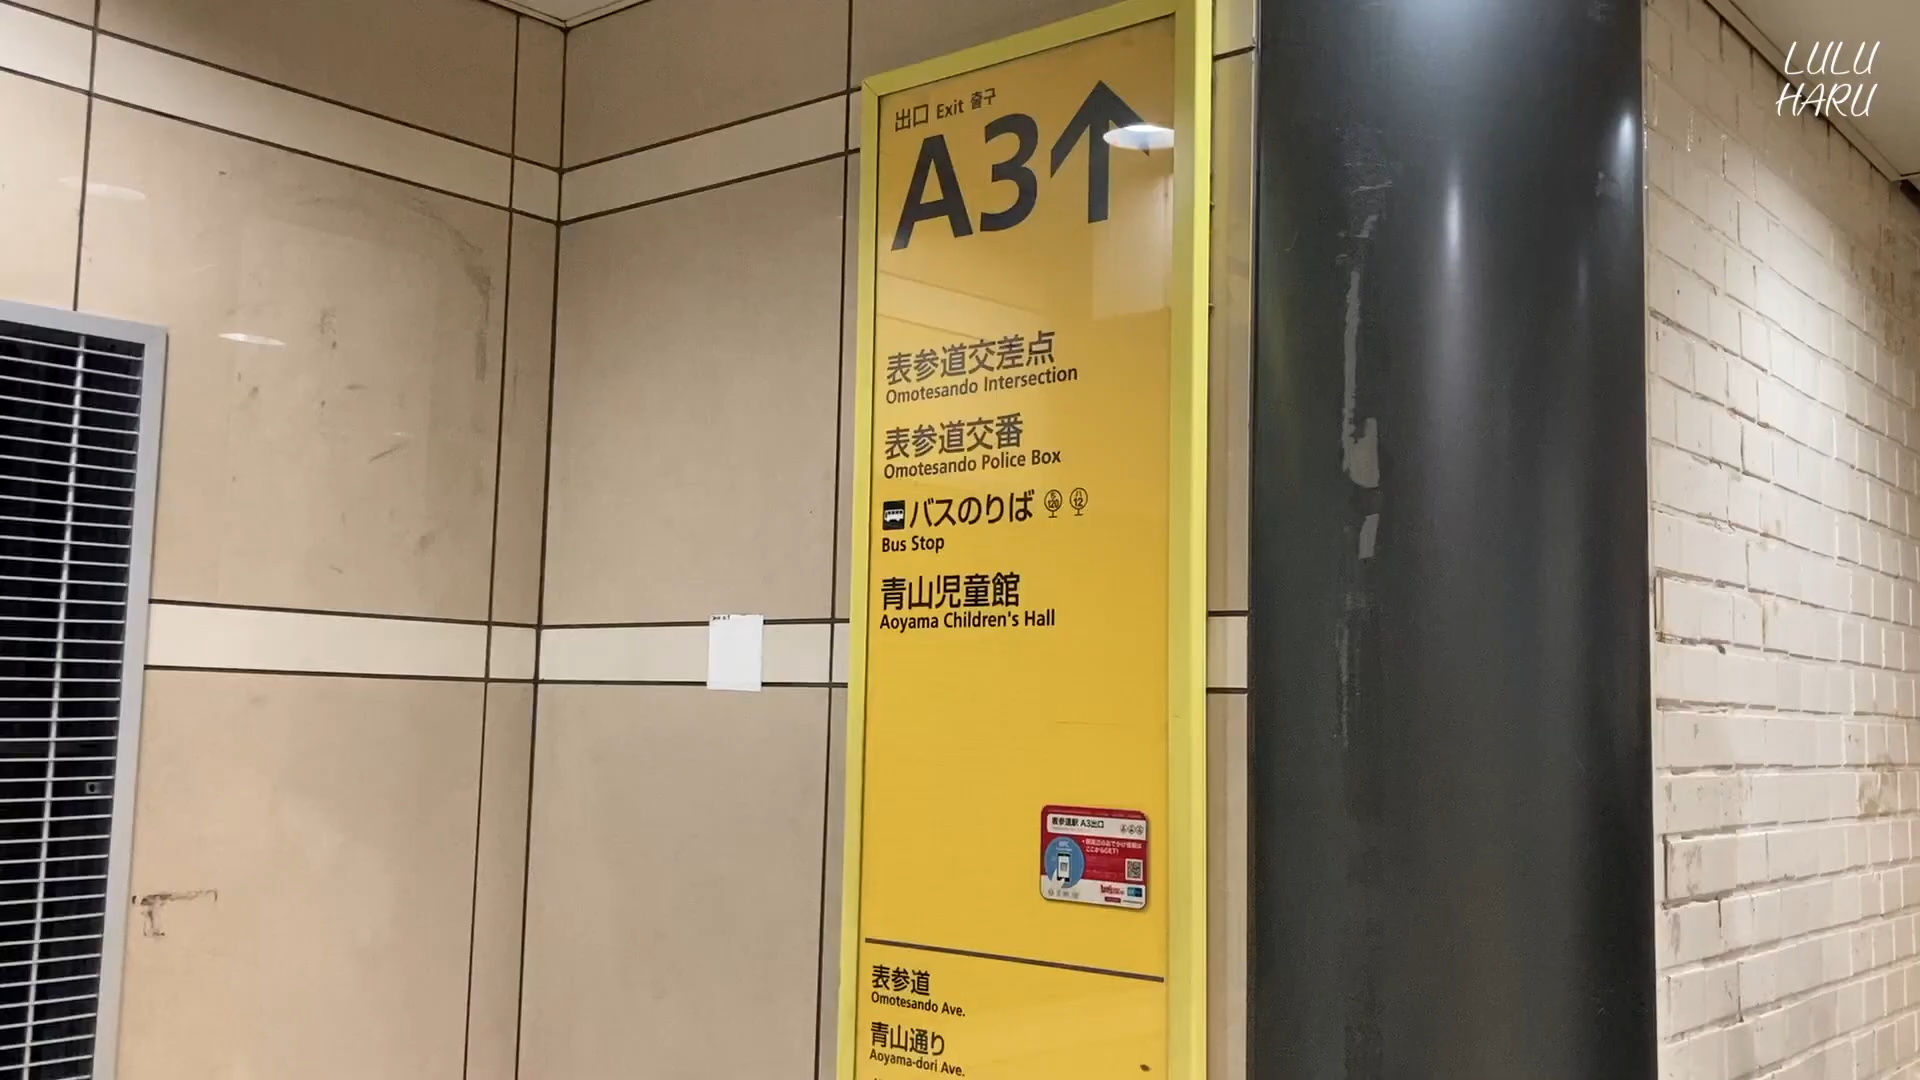 LULU
HARU
出口 Exit 출구
A3↑
表参道交差点
Omotesando Intersection
表参道交番
Omotesando Police Box
バスのりば
Bus Stop
青山児童館
Aoyama Children's Hall
表参道駅 A3出口
表参道
Omotesando Ave.
青山通り
Aoyama-dori Ave.